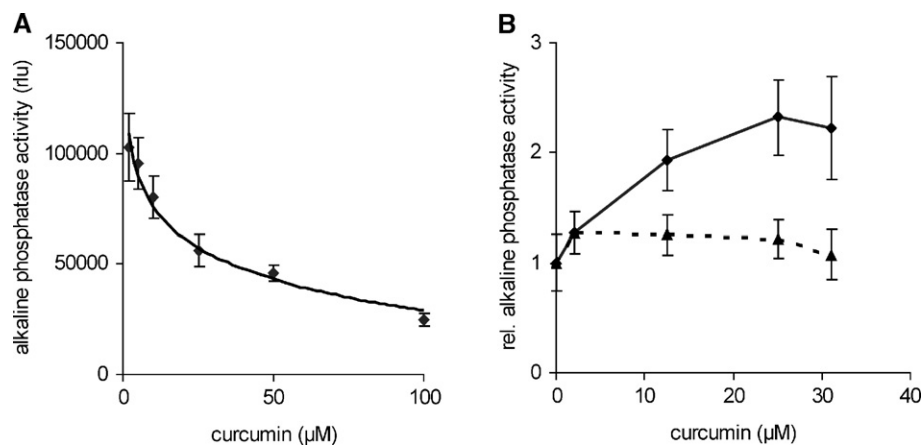 A
150000
100000
50000
0
alkaline phosphatase activity (rlu)
0 50 100
curcumin (µM)
B
3
2
1
0
rel. alkaline phosphatase activity
0 10 20 30 40
curcumin (µM)